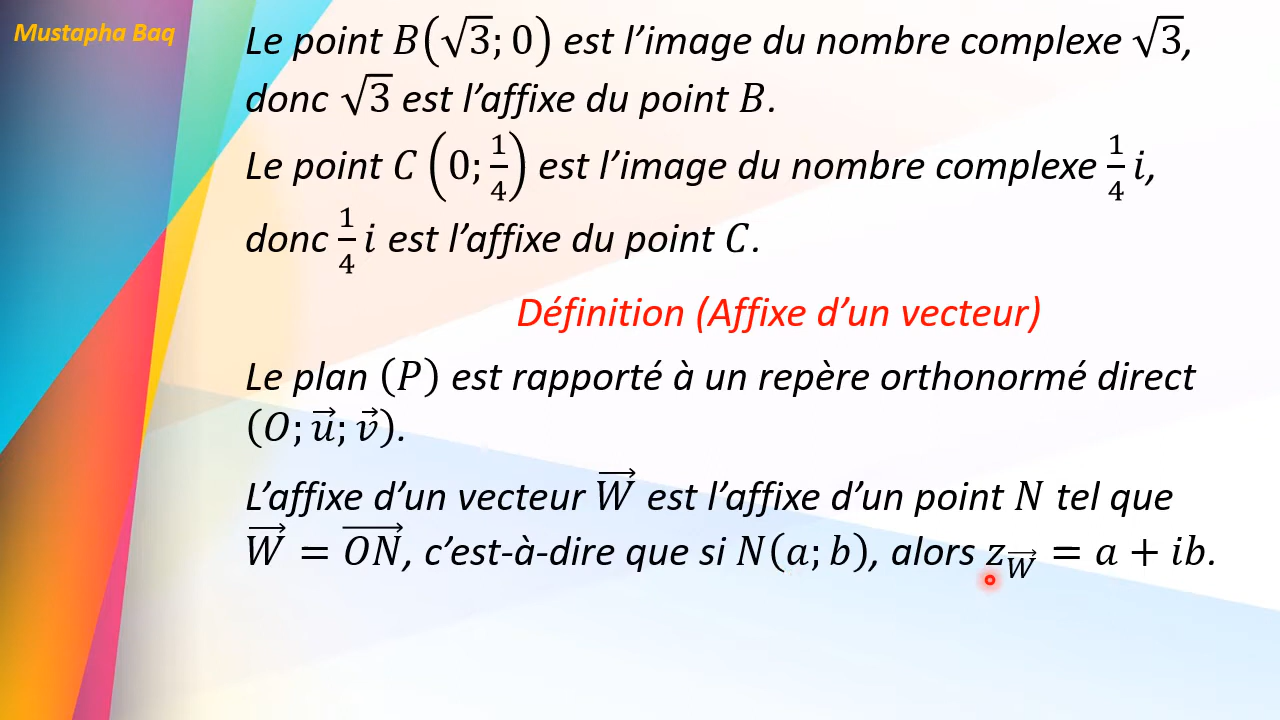 Mustapha Baq
Le point B(√3; 0) est l’image du nombre complexe √3,
donc √3 est l’affixe du point B.
Le point C (0; 1/4) est l’image du nombre complexe 1/4 i,
donc 1/4 i est l’affixe du point C.
Définition (Affixe d’un vecteur)
Le plan (P) est rapporté à un repère orthonormé direct
(O; u⃗; v⃗).
L’affixe d’un vecteur W⃗ est l’affixe d’un point N tel que
W⃗ = O⃗N⃗, c’est-à-dire que si N(a; b), alors z_W⃗ = a + ib.